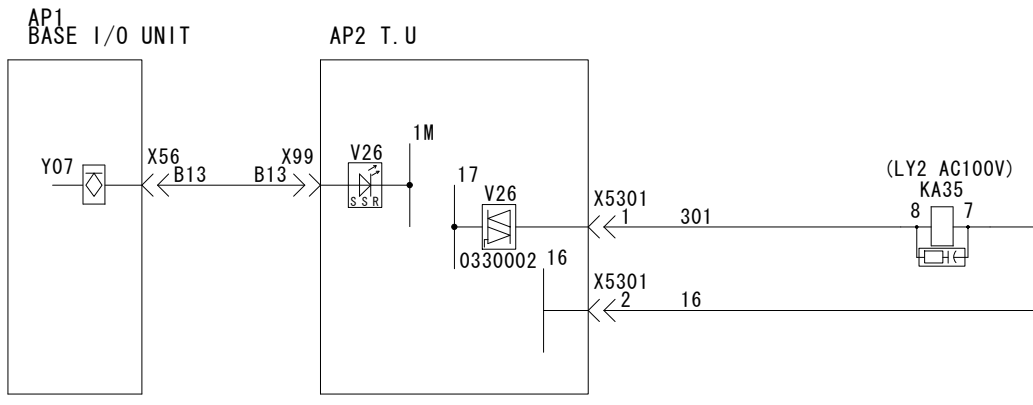 AP1
BASE I/O UNIT
AP2 T.U
1M
Y07
X56
B13
B13
X99
V26
SSR
17
V26
0330002
16
X5301
1
301
(LY2 AC100V)
KA35
8
7
X5301
2
16